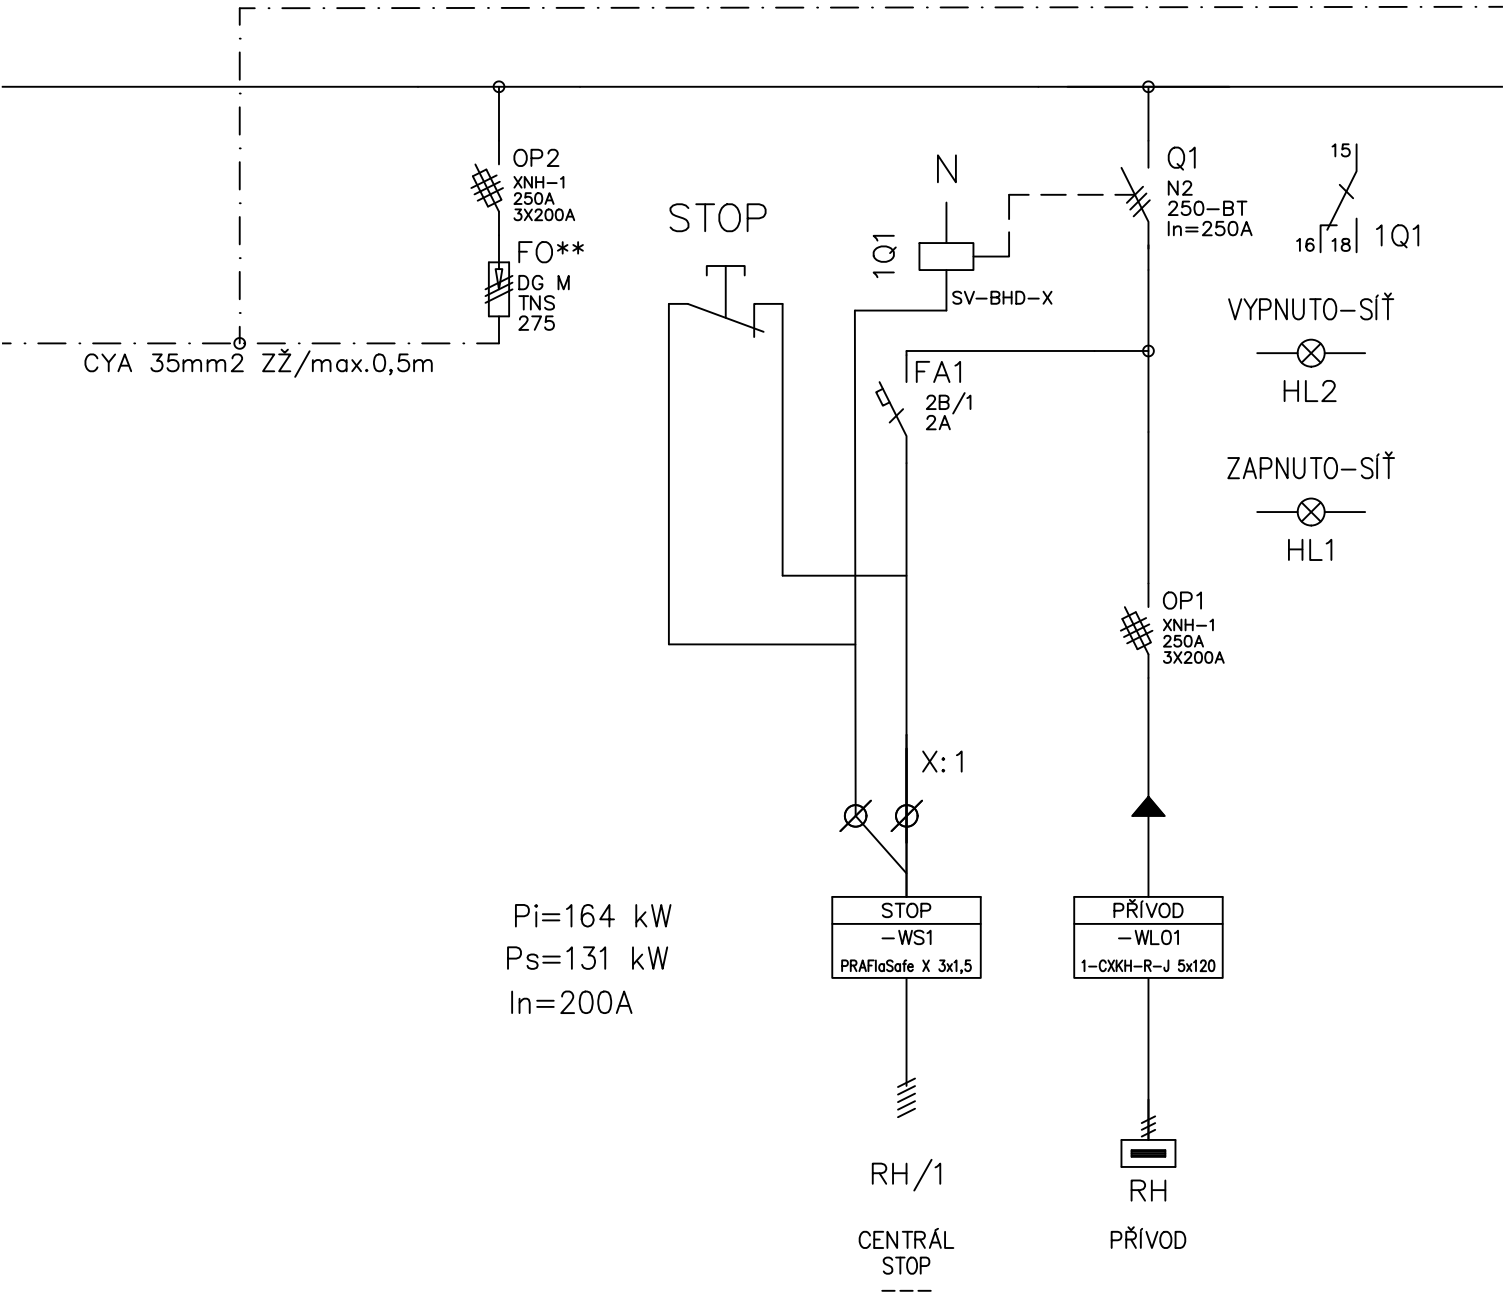 OP2
XNH-1
250A
3X200A
FO**
DG M
TNS
275
CYA 35mm2 ZŽ/max.0,5m
STOP
N
1Q1
SV-BHD-X
Q1
N2
250-BT
In=250A
15
16 18
1Q1
VYPNUTO-SÍŤ
HL2
ZAPNUTO-SÍŤ
HL1
FA1
2B/1
2A
OP1
XNH-1
250A
3X200A
X:1
Pi=164 kW
Ps=131 kW
In=200A
STOP
-WS1
PRAFlaSafe X 3x1,5
PŘÍVOD
-WL01
1-CXKH-R-J 5x120
RH/1
CENTRÁL
STOP
---
RH
PŘÍVOD